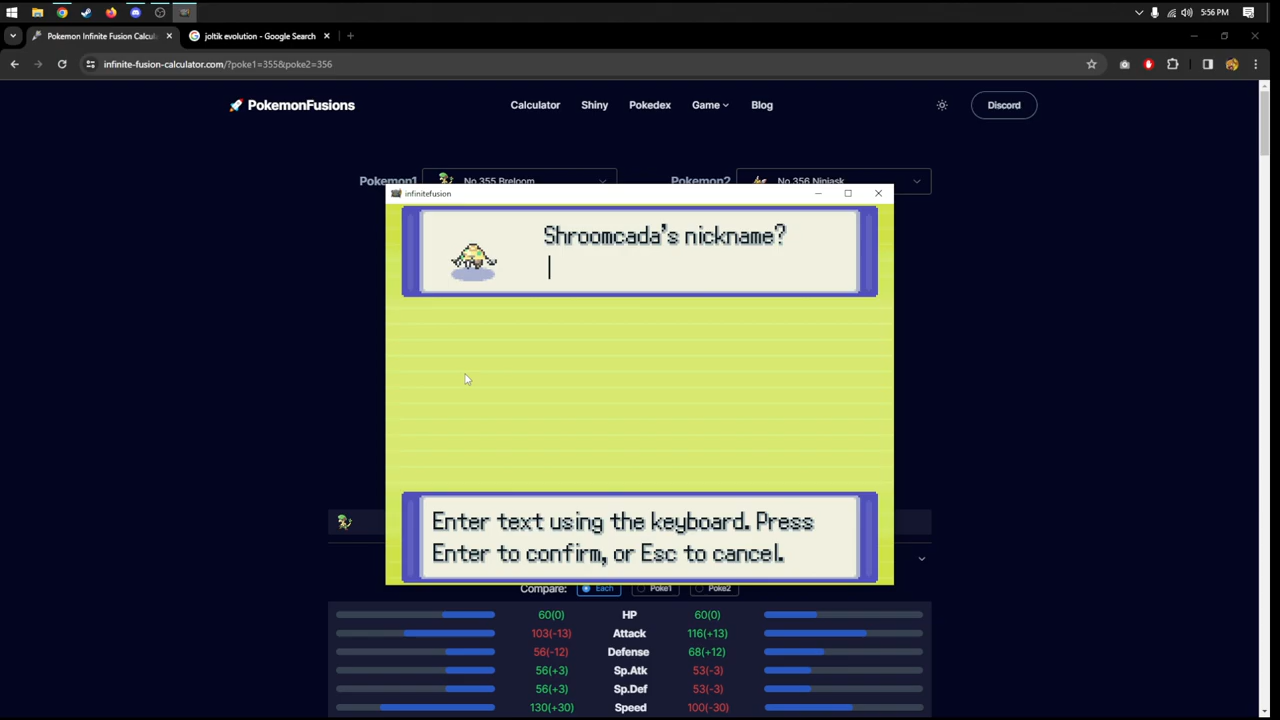 5:56 PM
Pokemon Infinite Fusion Calcula
joltik evolution - Google Search
infinite-fusion-calculator.com/?poke1=355&poke2=356
PokemonFusions
Calculator Shiny Pokedex Game Blog Discord
Pokemon1 No.355 Breloom Pokemon2 No.356 Ninjask
infinitefusion
Shroomcada's nickname?
Enter text using the keyboard. Press
Enter to confirm, or Esc to cancel.
Compare: Each Poke1 Poke2
60(0) HP 60(0)
103(-13) Attack 116(+13)
56(-12) Defense 68(+12)
56(+3) Sp.Atk 53(-3)
56(+3) Sp.Def 53(-3)
130(+30) Speed 100(-30)